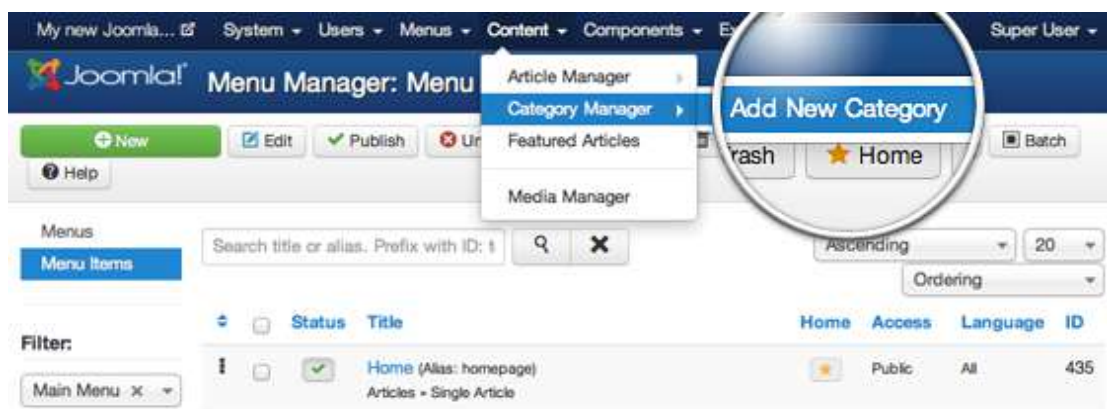 My new Joomla... System Users Menus Content Components Super User
Joomla! Menu Manager: Menu
Article Manager
Category Manager
Add New Category
New Edit Publish Home Batch
Featured Articles
Help
Media Manager
Menus
Menu Items
Search title or alias. Prefix with ID:
Ascending 20
Ordering
Status Title Home Access Language ID
Filter:
Home (Alias: homepage) Public All 435
Main Menu Articles » Single Article